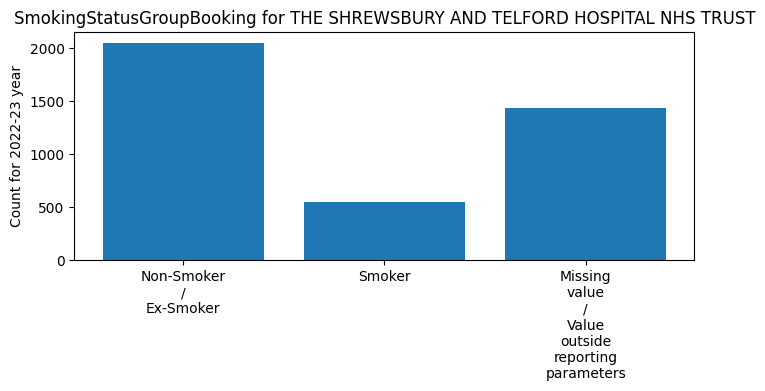 SmokingStatusGroupBooking for THE SHREWSBURY AND TELFORD HOSPITAL NHS TRUST
Count for 2022-23 year
2000
1500
1000
500
0
Non-Smoker
/
Ex-Smoker
Smoker
Missing
value
/
Value
outside
reporting
parameters